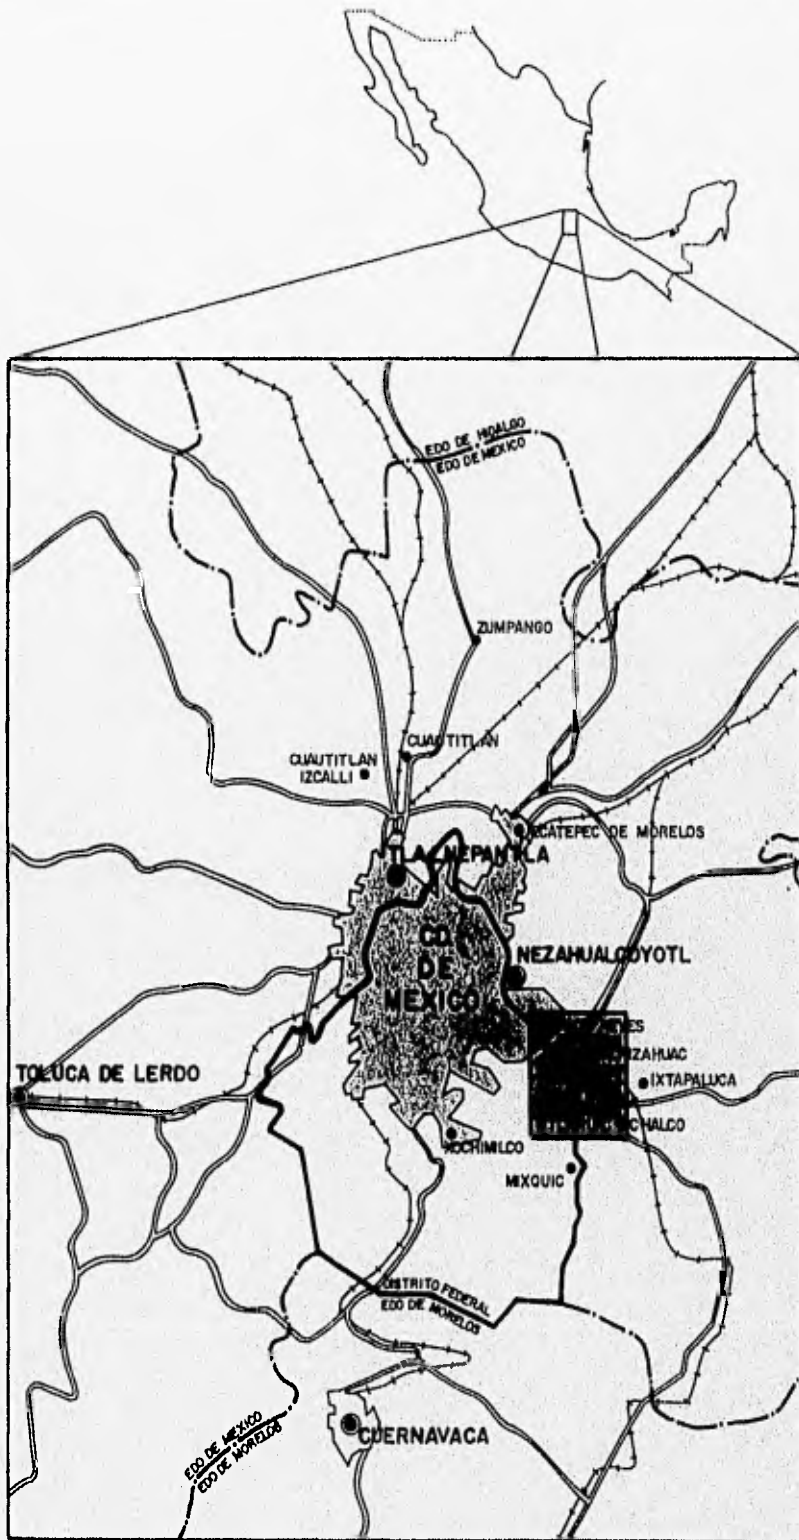 EDO DE HIDALGO
EDO DE MEXICO
ZUMPANGO
CUAUTITLAN
CUAUTITLAN
IZCALLI
ECATEPEC DE MORELOS
TLALNEPANTLA
CD.
DE
MEXICO
NEZAHUALCOYOTL
TOLUCA DE LERDO
IXTAPALUCA
CHALCO
XOCHIMILCO
MIXQUIC
DISTRITO FEDERAL
EDO DE MORELOS
EDO DE MEXICO
EDO DE MORELOS
CUERNAVACA